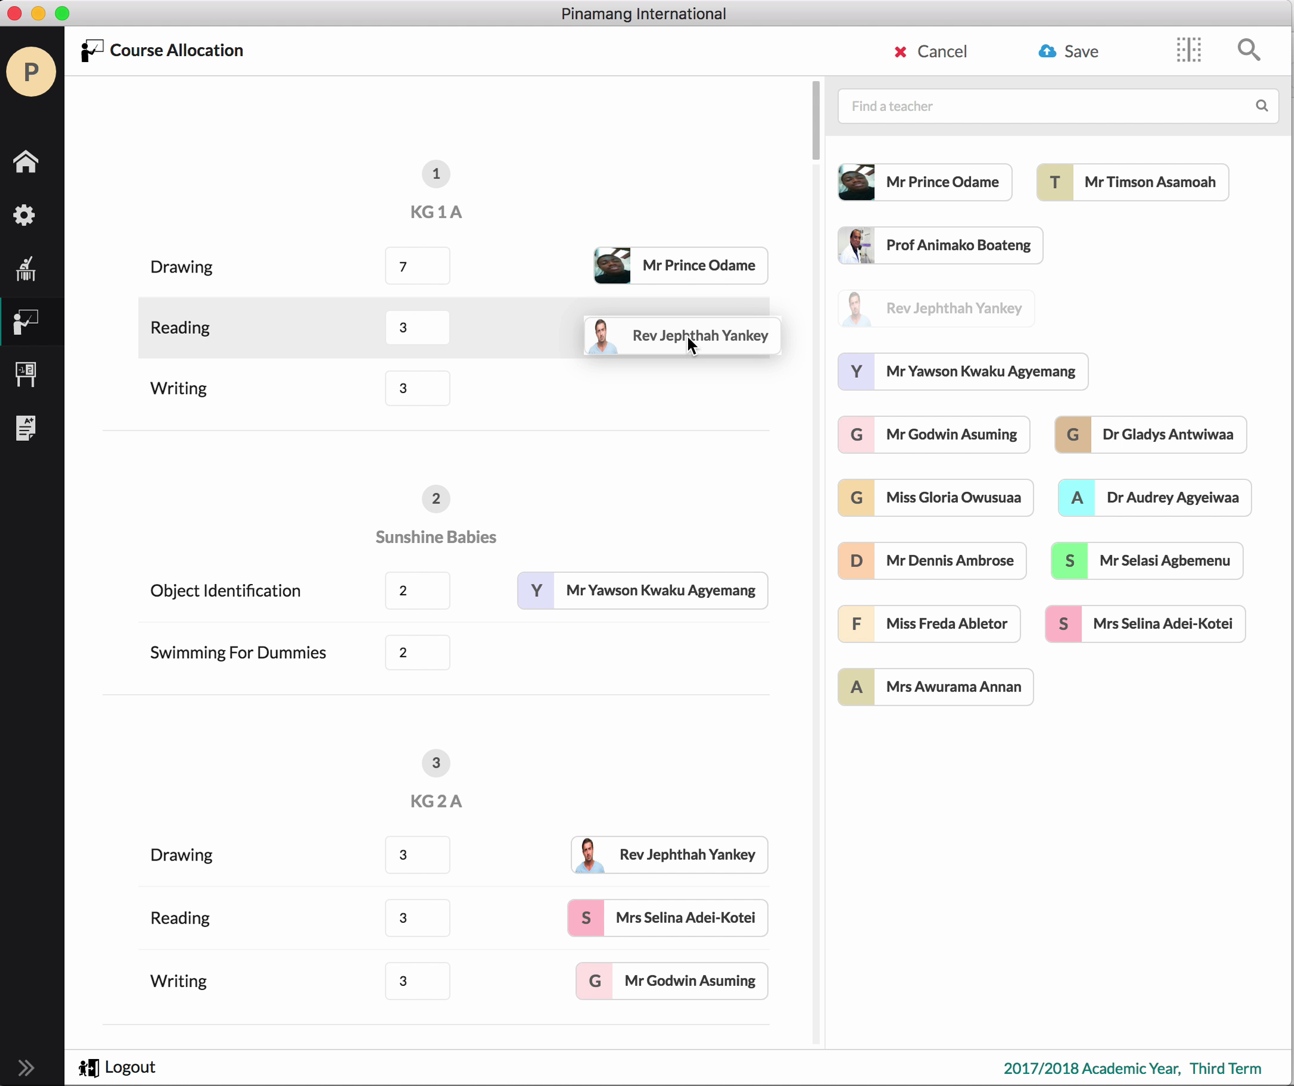 Pinamang International
P
Course Allocation
Cancel
Save
Find a teacher
1
KG 1 A
Drawing 7 Mr Prince Odame
Reading 3 Rev Jephthah Yankey
Writing 3
2
Sunshine Babies
Object Identification 2 Y Mr Yawson Kwaku Agyemang
Swimming For Dummies 2
3
KG 2 A
Drawing 3 Rev Jephthah Yankey
Reading 3 S Mrs Selina Adei-Kotei
Writing 3 G Mr Godwin Asuming
Mr Prince Odame T Mr Timson Asamoah
Prof Animako Boateng
Rev Jephthah Yankey
Y Mr Yawson Kwaku Agyemang
G Mr Godwin Asuming G Dr Gladys Antwiwaa
G Miss Gloria Owusuaa A Dr Audrey Agyeiwaa
D Mr Dennis Ambrose S Mr Selasi Agbemenu
F Miss Freda Abletor S Mrs Selina Adei-Kotei
A Mrs Awurama Annan
Logout
2017/2018 Academic Year, Third Term